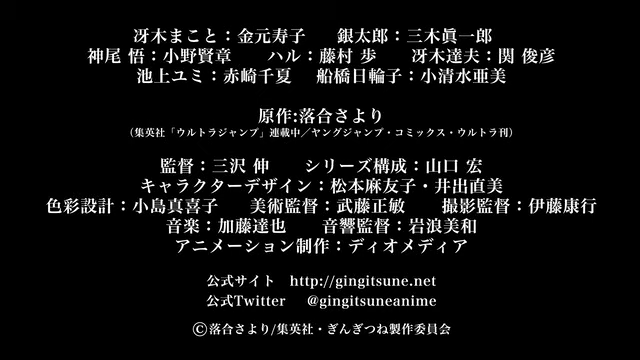 冴木まこと：金元寿子　銀太郎：三木眞一郎
神尾 悟：小野賢章　ハル：藤村 歩　冴木達夫：関 俊彦
池上ユミ：赤崎千夏　船橋日輪子：小清水亜美
原作:落合さより
（集英社「ウルトラジャンプ」連載中／ヤングジャンプ・コミックス・ウルトラ刊）
監督：三沢 伸　シリーズ構成：山口 宏
キャラクターデザイン：松本麻友子・井出直美
色彩設計：小島真喜子　美術監督：武藤正敏　撮影監督：伊藤康行
音楽：加藤達也　音響監督：岩浪美和
アニメーション制作：ディオメディア
公式サイト　http://gingitsune.net
公式Twitter　@gingitsuneanime
©落合さより/集英社・ぎんぎつね製作委員会